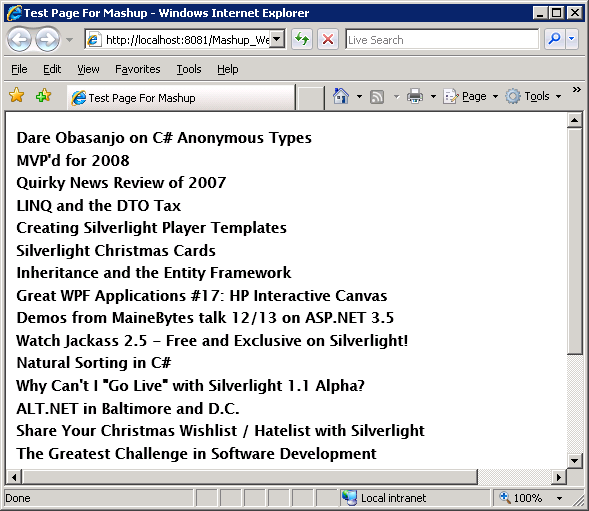 Test Page For Mashup - Windows Internet Explorer
http://localhost:8081/Mashup_We
Live Search
File Edit View Favorites Tools Help
Test Page For Mashup
Page Tools »
Dare Obasanjo on C# Anonymous Types
MVP'd for 2008
Quirky News Review of 2007
LINQ and the DTO Tax
Creating Silverlight Player Templates
Silverlight Christmas Cards
Inheritance and the Entity Framework
Great WPF Applications #17: HP Interactive Canvas
Demos from MaineBytes talk 12/13 on ASP.NET 3.5
Watch Jackass 2.5 - Free and Exclusive on Silverlight!
Natural Sorting in C#
Why Can't I "Go Live" with Silverlight 1.1 Alpha?
ALT.NET in Baltimore and D.C.
Share Your Christmas Wishlist / Hatelist with Silverlight
The Greatest Challenge in Software Development
Done Local intranet 100%